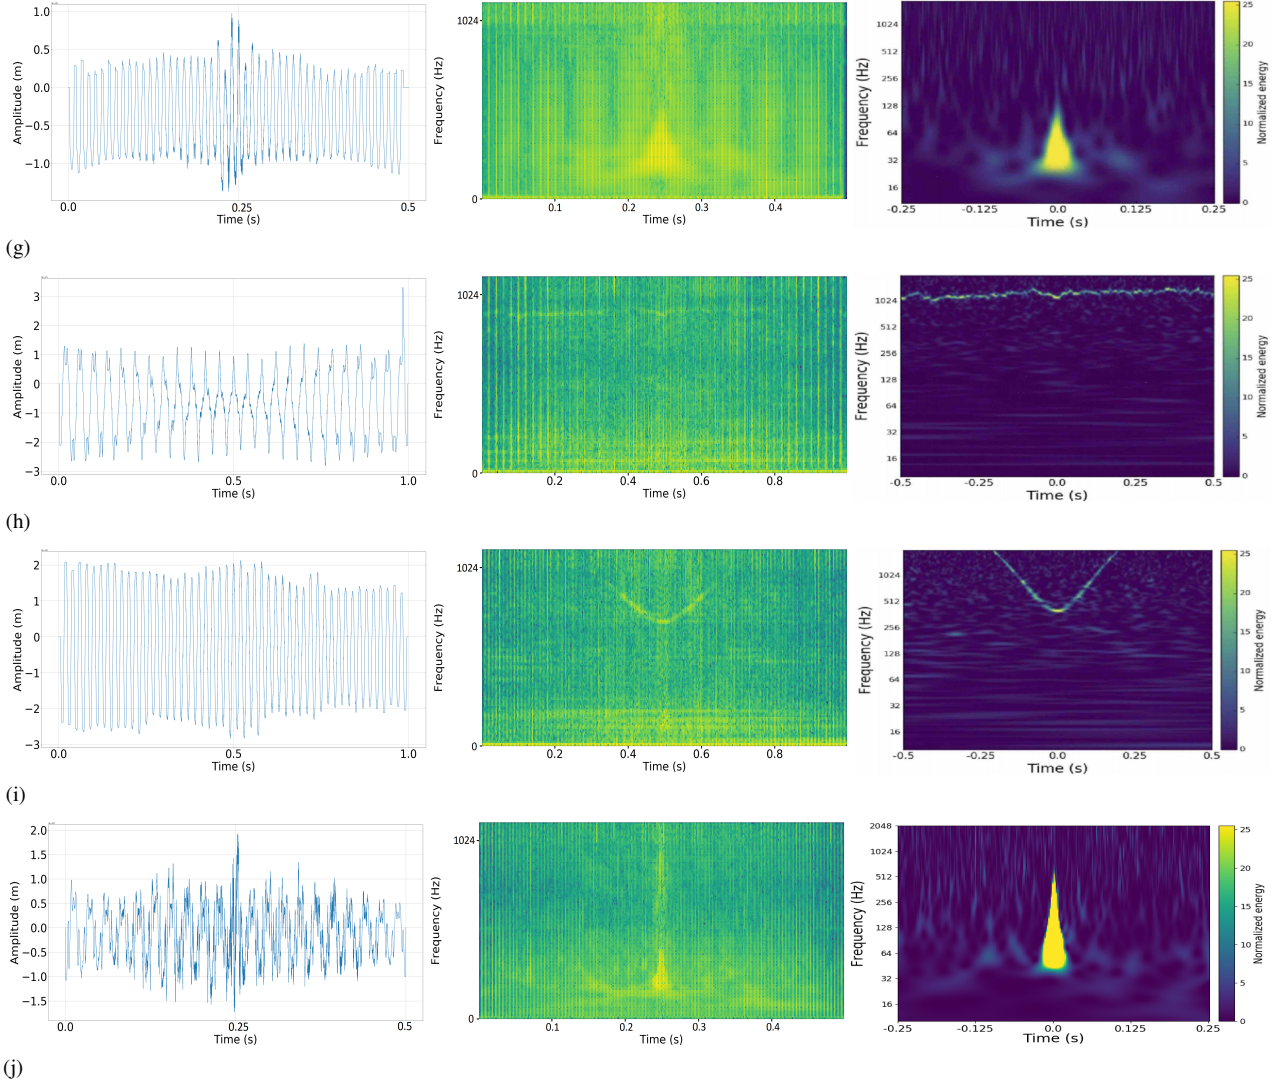 Amplitude (m)
1.0
0.5
0.0
−0.5
−1.0
0.0 0.25 0.5
Time (s)
Frequency (Hz)
1024
0
0.1 0.2 0.3 0.4
Time (s)
Frequency (Hz)
1024
512
256
128
64
32
16
-0.25 -0.125 0.0 0.125 0.25
Time (s)
25
20
15
10
5
0
Normalized energy
(g)
Amplitude (m)
3
2
1
0
−1
−2
−3
0.0 0.5 1.0
Time (s)
Frequency (Hz)
1024
0
0.2 0.4 0.6 0.8
Time (s)
Frequency (Hz)
1024
512
256
128
64
32
16
-0.5 -0.25 0.0 0.25 0.5
Time (s)
25
20
15
10
5
0
Normalized energy
(h)
Amplitude (m)
2
1
0
−1
−2
−3
0.0 0.5 1.0
Time (s)
Frequency (Hz)
1024
0
0.2 0.4 0.6 0.8
Time (s)
Frequency (Hz)
1024
512
256
128
64
32
16
-0.5 -0.25 0.0 0.25 0.5
Time (s)
25
20
15
10
5
0
Normalized energy
(i)
Amplitude (m)
2.0
1.5
1.0
0.5
0.0
−0.5
−1.0
−1.5
0.0 0.25 0.5
Time (s)
Frequency (Hz)
1024
0
0.1 0.2 0.3 0.4
Time (s)
Frequency (Hz)
2048
1024
512
256
128
64
32
16
-0.25 -0.125 0.0 0.125 0.25
Time (s)
25
20
15
10
5
0
Normalized energy
(j)